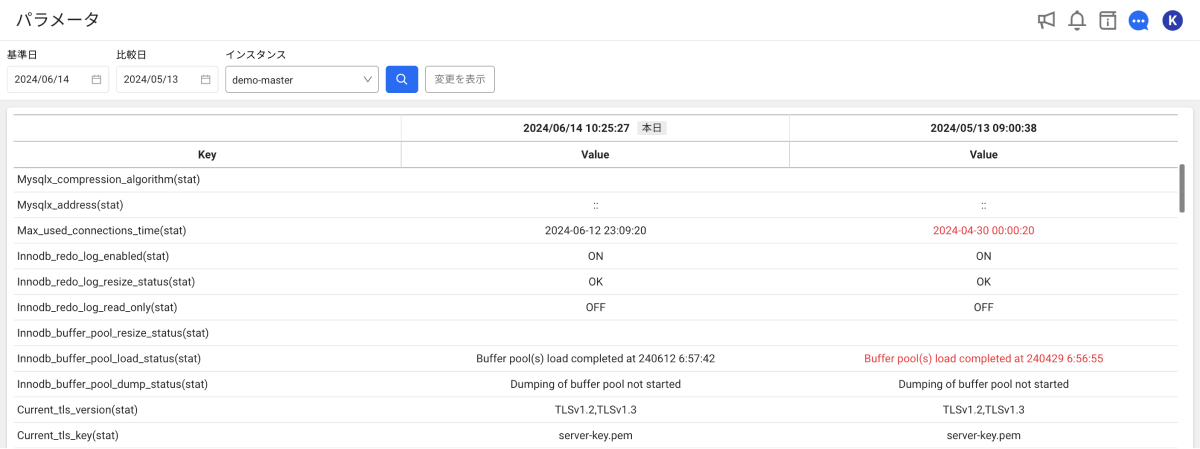 パラメータ
K
基準日 比較日 インスタンス
2024/06/14 2024/05/13 demo-master 変更を表示
2024/06/14 10:25:27 本日 2024/05/13 09:00:38
Key Value Value
Mysqlx_compression_algorithm(stat)
Mysqlx_address(stat) :: ::
Max_used_connections_time(stat) 2024-06-12 23:09:20 2024-04-30 00:00:20
Innodb_redo_log_enabled(stat) ON ON
Innodb_redo_log_resize_status(stat) OK OK
Innodb_redo_log_read_only(stat) OFF OFF
Innodb_buffer_pool_resize_status(stat)
Innodb_buffer_pool_load_status(stat) Buffer pool(s) load completed at 240612 6:57:42 Buffer pool(s) load completed at 240429 6:56:55
Innodb_buffer_pool_dump_status(stat) Dumping of buffer pool not started Dumping of buffer pool not started
Current_tls_version(stat) TLSv1.2,TLSv1.3 TLSv1.2,TLSv1.3
Current_tls_key(stat) server-key.pem server-key.pem